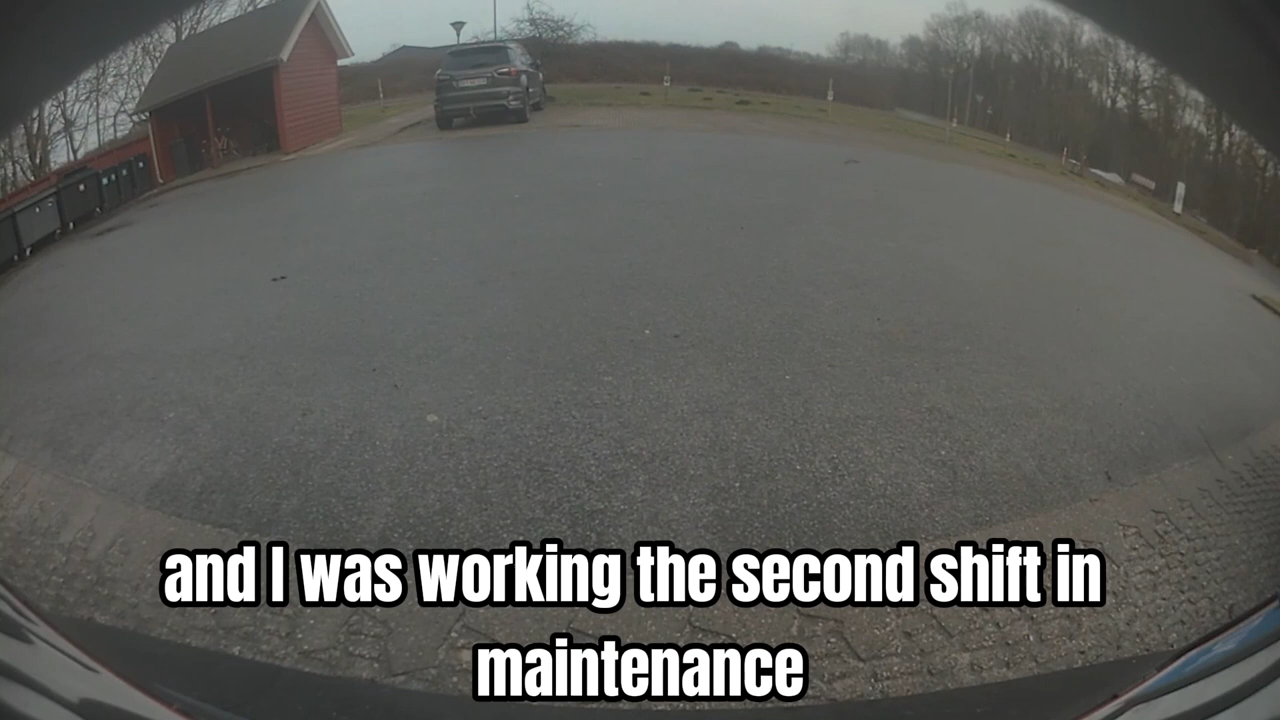 and I was working the second shift in
maintenance